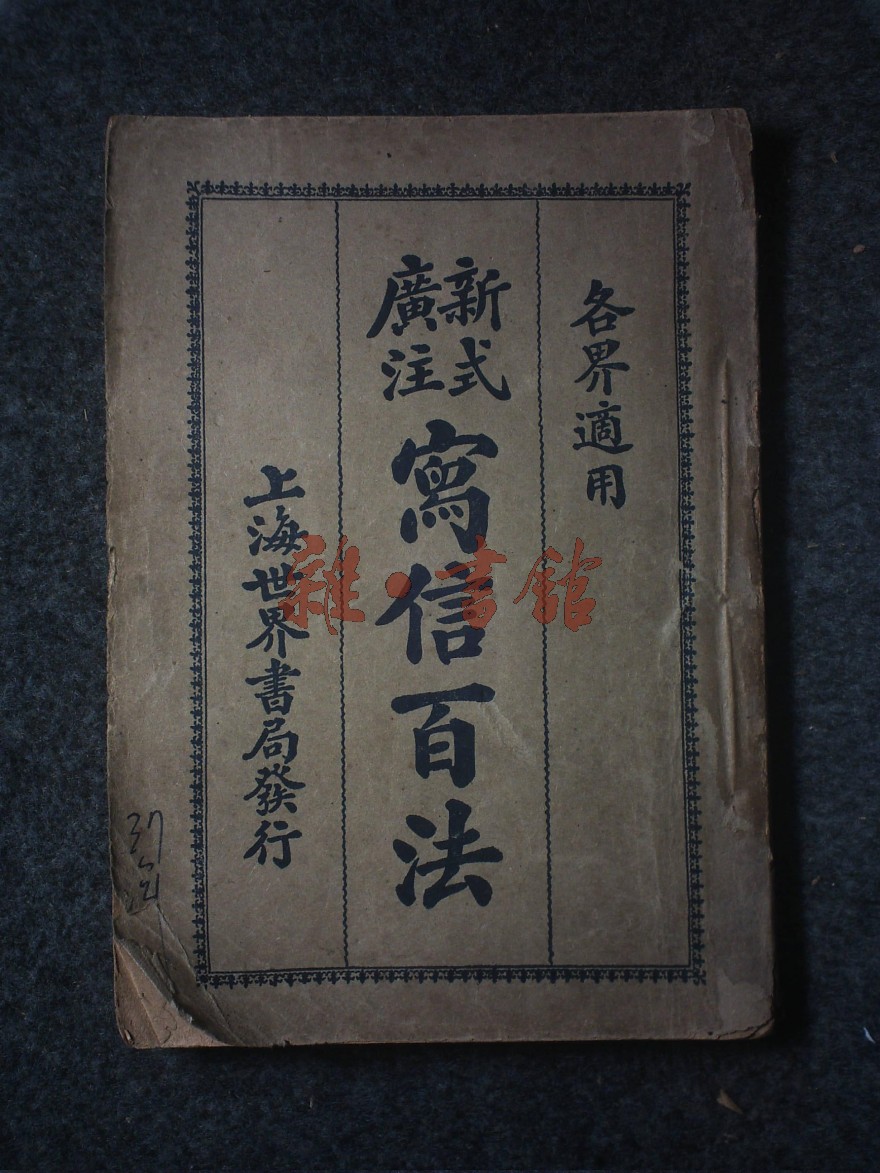 各界適用
新式
廣注
寫信百法
上海世界書局發行
雜·書館